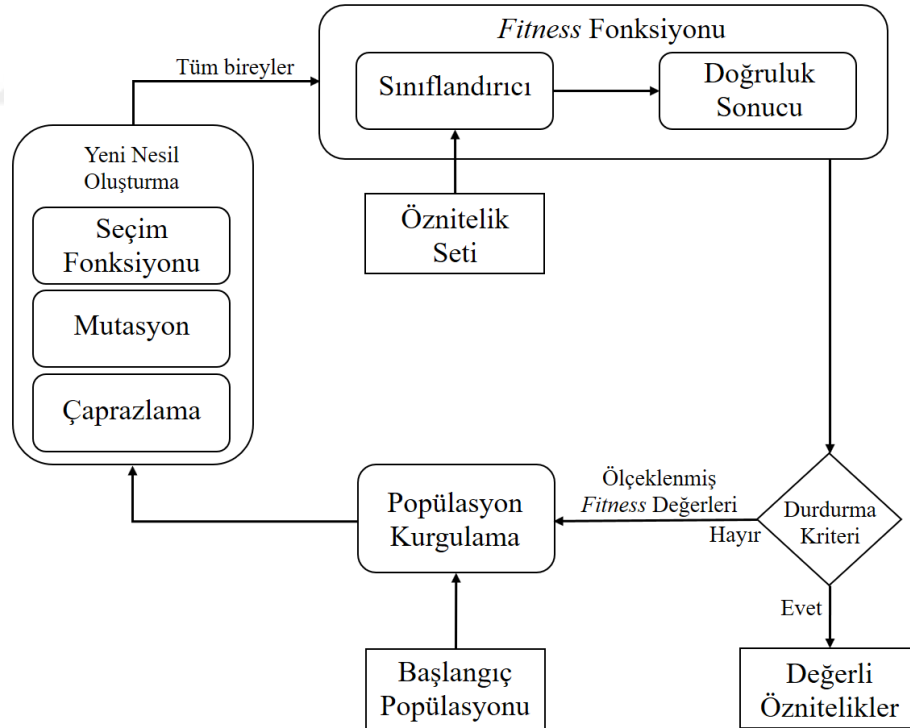 Fitness Fonksiyonu
Tüm bireyler
Sınıflandırıcı
Doğruluk
Sonucu
Yeni Nesil
Oluşturma
Seçim
Fonksiyonu
Mutasyon
Çaprazlama
Öznitelik
Seti
Ölçeklenmiş
Fitness Değerleri
Hayır
Durdurma
Kriteri
Popülasyon
Kurgulama
Evet
Başlangıç
Popülasyonu
Değerli
Öznitelikler